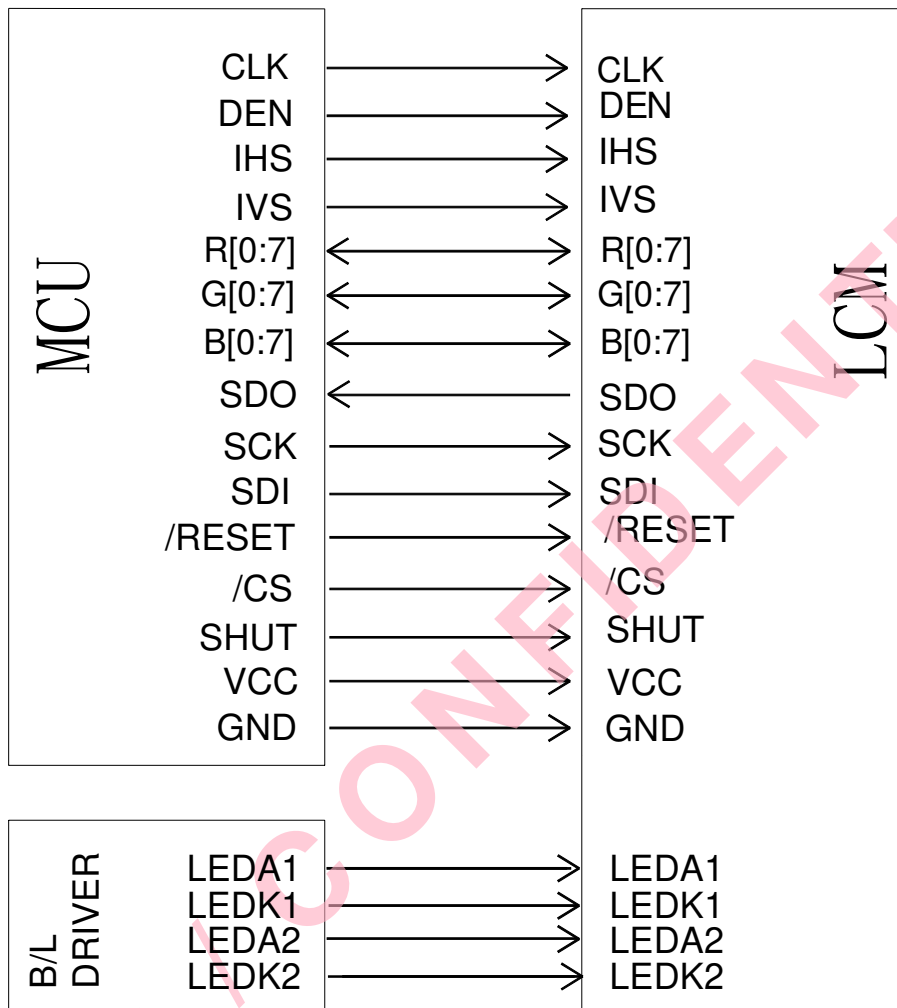 MCU
CLK
DEN
IHS
IVS
R[0:7]
G[0:7]
B[0:7]
SDO
SCK
SDI
/RESET
/CS
SHUT
VCC
GND
LCM
CLK
DEN
IHS
IVS
R[0:7]
G[0:7]
B[0:7]
SDO
SCK
SDI
/RESET
/CS
SHUT
VCC
GND
B/L
DRIVER
LEDA1
LEDK1
LEDA2
LEDK2
LEDA1
LEDK1
LEDA2
LEDK2
/ CONFIDENT